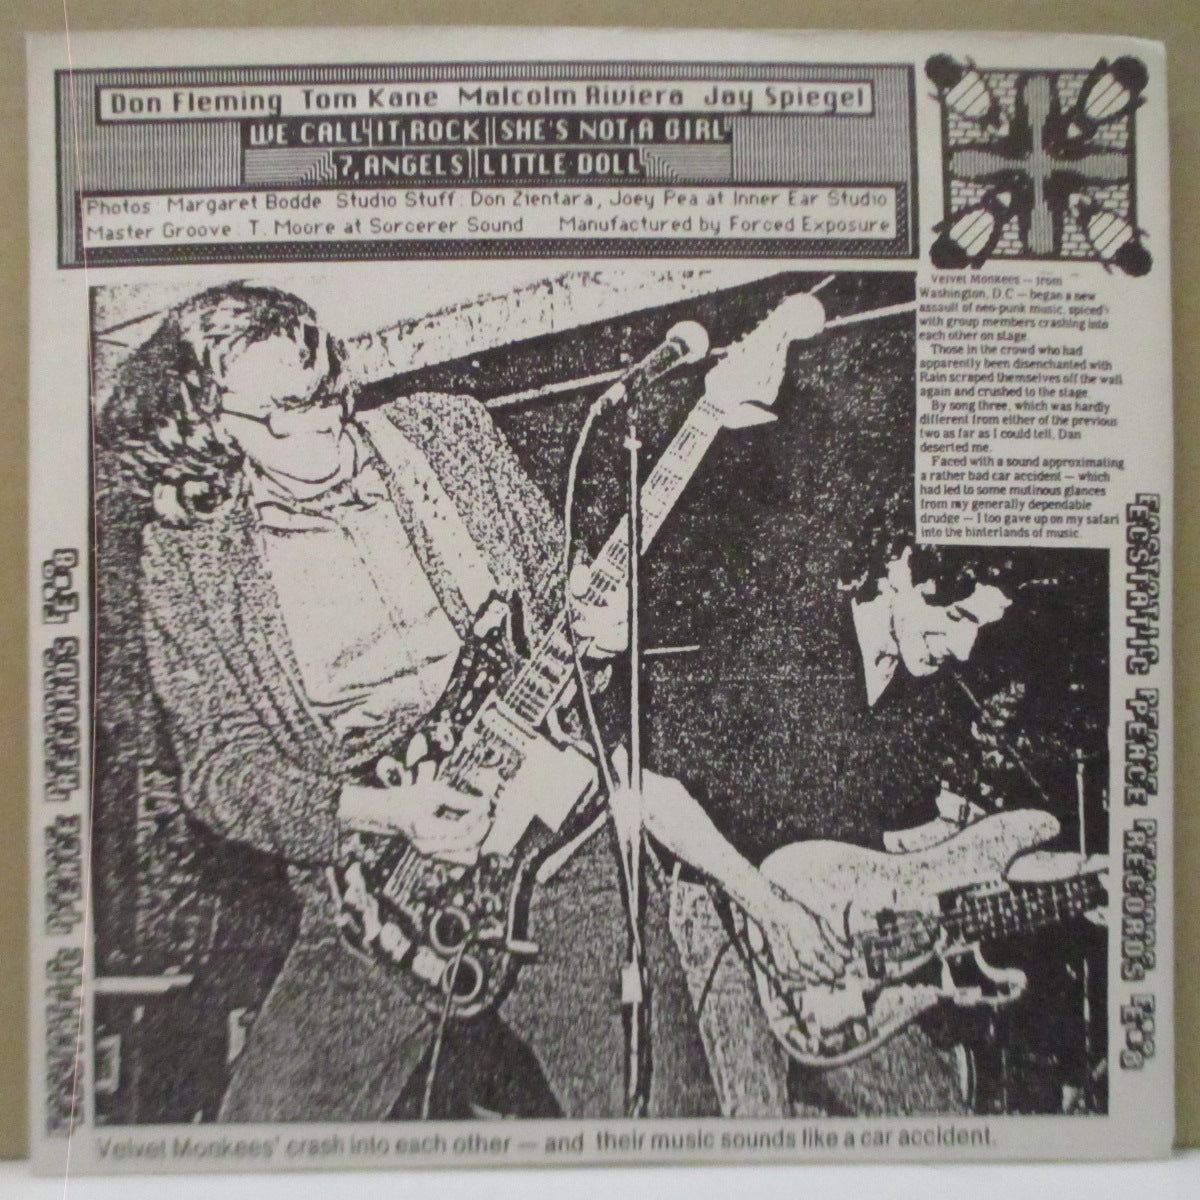 Don Fleming Tom Kane Malcolm Riviera Jay Spiegel
WE CALL IT ROCK SHE'S NOT A GIRL
7 ANGELS LITTLE DOLL
Photos: Margaret Bodde Studio Stuff: Don Zientara, Joey Pea at Inner Ear Studio
Master Groove: T. Moore at Sorcerer Sound Manufactured by Forced Exposure
Velvet Monkees — from
Washington, D.C — began a new
assault of neo-punk music, spiced
with group members crashing into
each other on stage.
Those in the crowd who had
apparently been disenchanted with
Rain scraped themselves off the wall
again and crushed to the stage.
By song three, which was hardly
different from either of the previous
two as far as I could tell, Dan
deserted me.
Faced with a sound approximating
a rather bad car accident — which
had led to some mutinous glances
from my generally dependable
drudge — I too gave up on my safari
into the hinterlands of music.
ECSTATIC PEACE RECORDS E#8
ECSTATIC PEACE RECORDS E#8
Velvet Monkees' crash into each other — and their music sounds like a car accident.